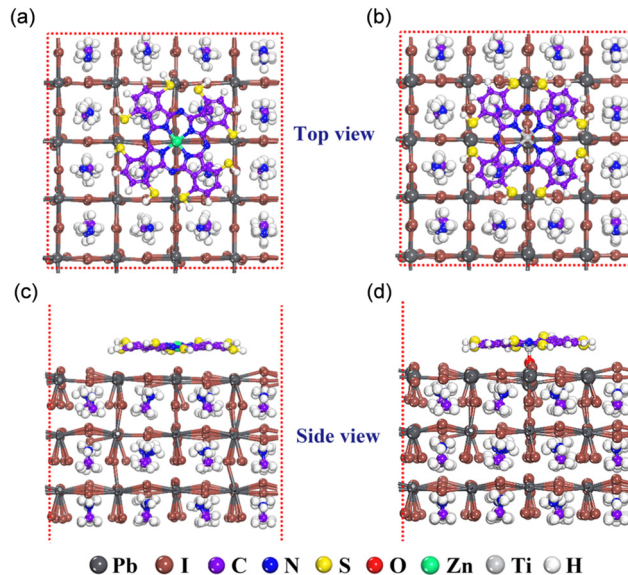 (a)
(b)
Top view
(c)
(d)
Side view
Pb I C N S O Zn Ti H